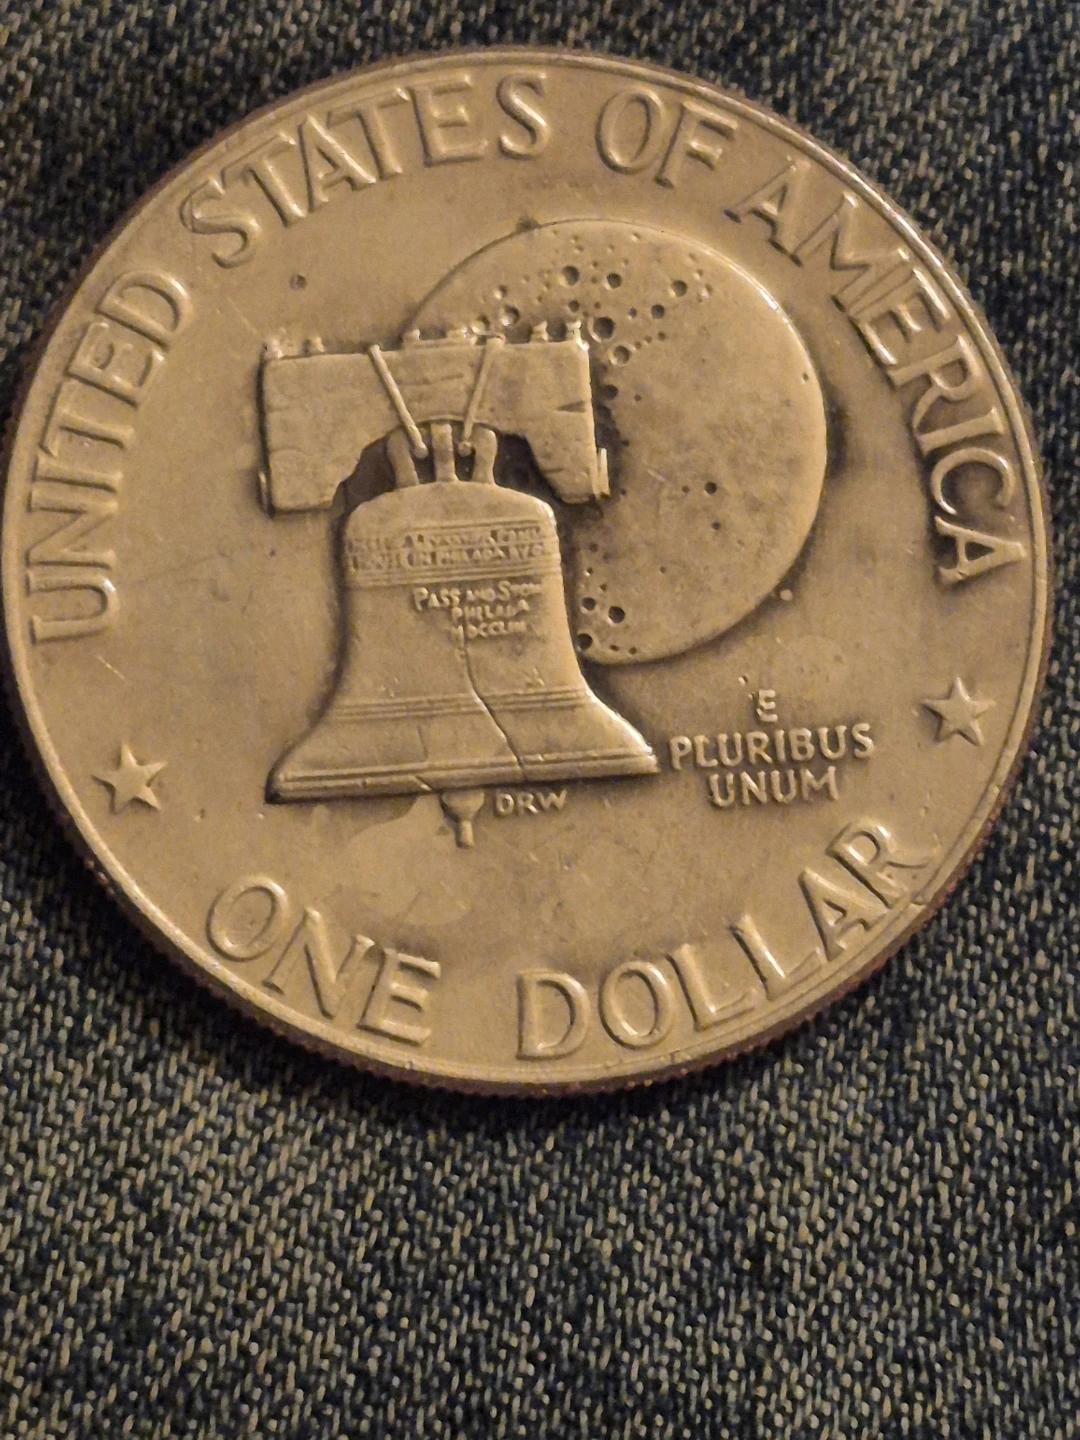 UNITED STATES OF AMERICA
PASS AND STOW
PHILADA
MDCCLIII
E
PLURIBUS
UNUM
DRW
ONE DOLLAR